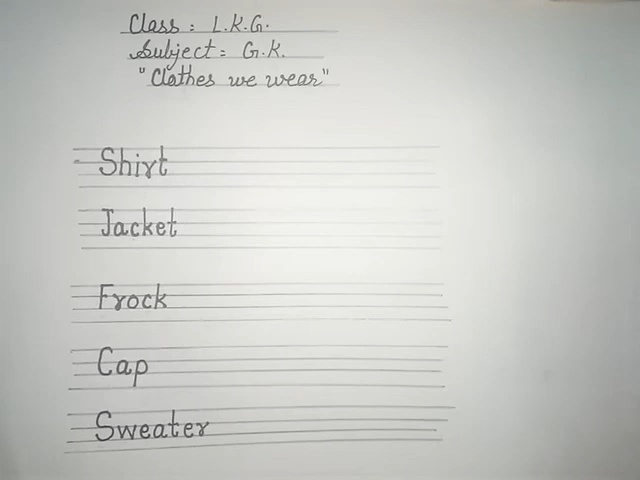 Class : L.K.G.
Subject : G.K.
"Clothes we wear"
Shirt
Jacket
Frock
Cap
Sweater